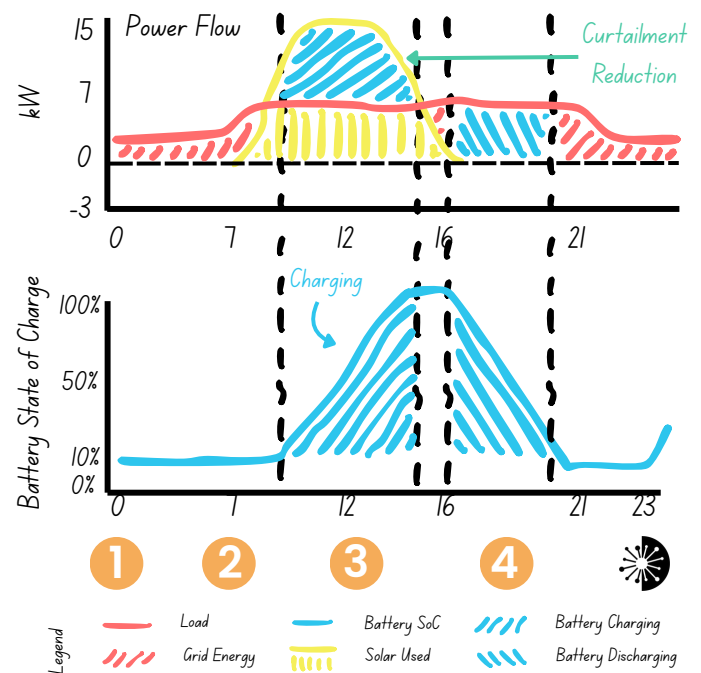 Power Flow
kW
15
7
0
-3
0
7
12
16
21
Curtailment
Reduction
Battery State of Charge
100%
50%
10%
0%
Charging
0
7
12
16
21
23
1
2
3
4
Legend
Load
Battery SoC
Battery Charging
Grid Energy
Solar Used
Battery Discharging